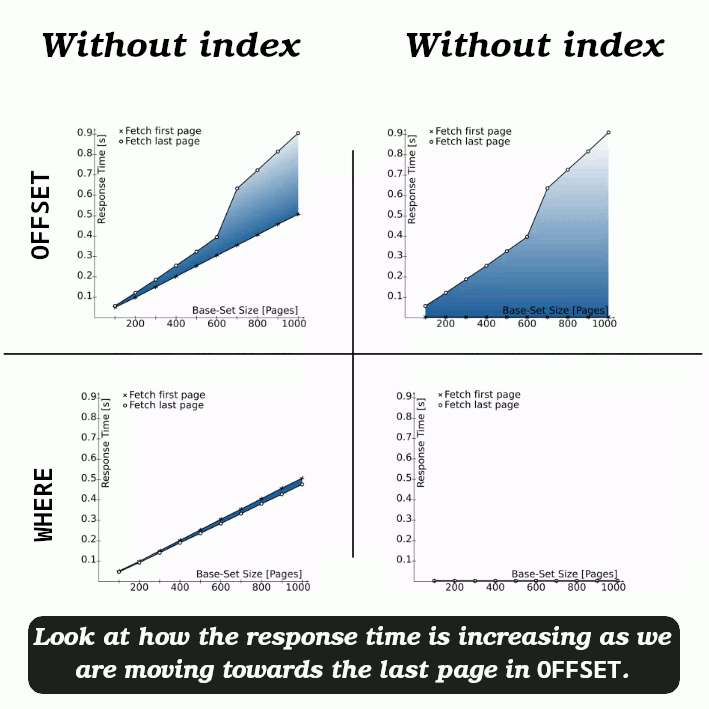 Without index
Without index
OFFSET
Response Time [s]
× Fetch first page
o Fetch last page
0.9
0.8
0.7
0.6
0.5
0.4
0.3
0.2
0.1
Base-Set Size [Pages]
200 400 600 800 1000
Response Time [s]
× Fetch first page
o Fetch last page
0.9
0.8
0.7
0.6
0.5
0.4
0.3
0.2
0.1
Base-Set Size [Pages]
200 400 600 800 1000
WHERE
Response Time [s]
× Fetch first page
o Fetch last page
0.9
0.8
0.7
0.6
0.5
0.4
0.3
0.2
0.1
Base-Set Size [Pages]
200 400 600 800 1000
Response Time [s]
× Fetch first page
o Fetch last page
0.9
0.8
0.7
0.6
0.5
0.4
0.3
0.2
0.1
Base-Set Size [Pages]
200 400 600 800 1000
Look at how the response time is increasing as we
are moving towards the last page in OFFSET.